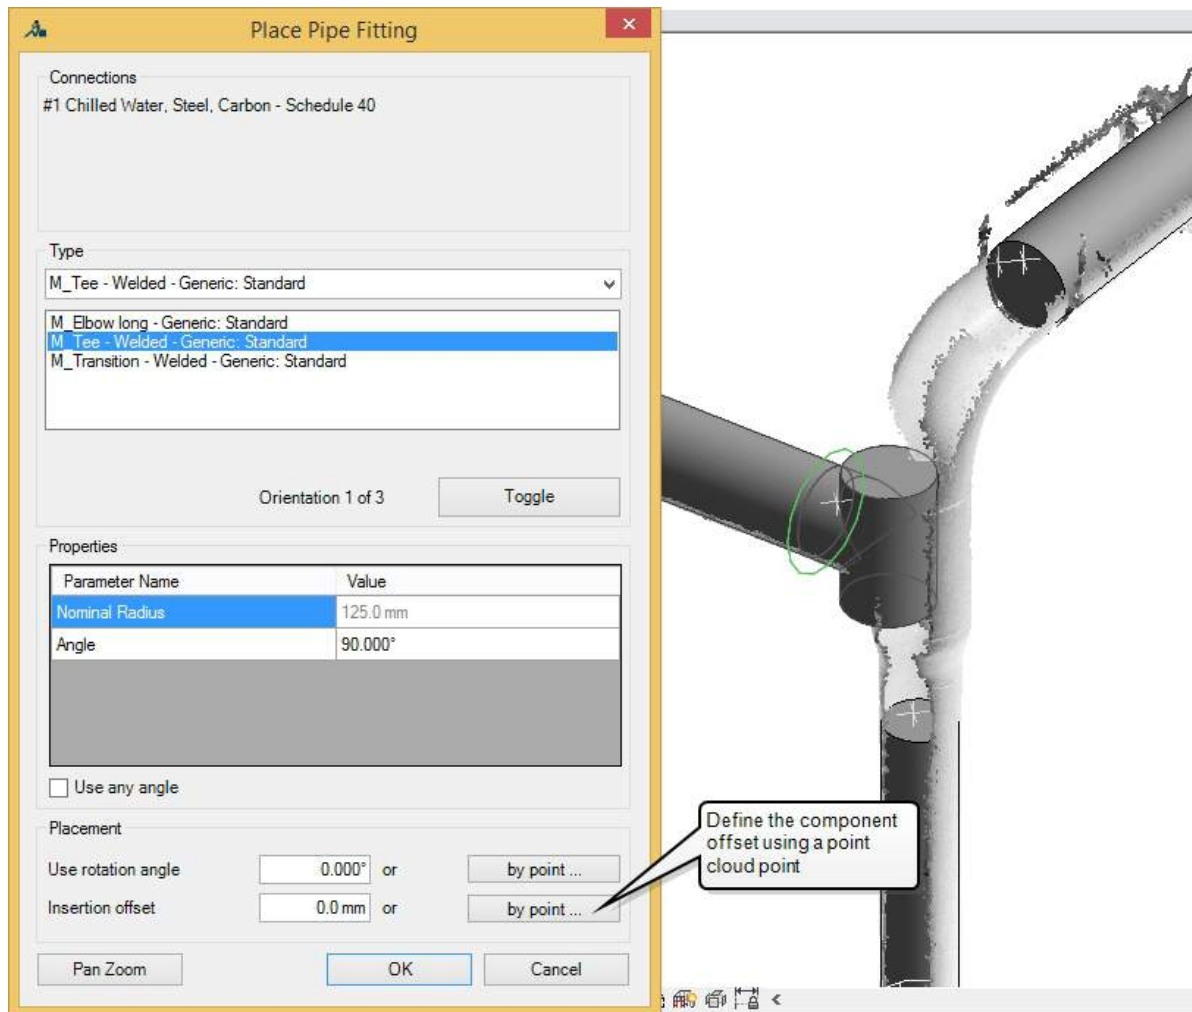 Place Pipe Fitting
Connections
#1 Chilled Water, Steel, Carbon - Schedule 40
Type
M_Tee - Welded - Generic: Standard
M_Elbow long - Generic: Standard
M_Tee - Welded - Generic: Standard
M_Transition - Welded - Generic: Standard
Orientation 1 of 3
Toggle
Properties
Parameter Name Value
Nominal Radius 125.0 mm
Angle 90.000°
Use any angle
Placement
Use rotation angle 0.000° or by point ...
Insertion offset 0.0 mm or by point ...
Define the component
offset using a point
cloud point
Pan Zoom OK Cancel